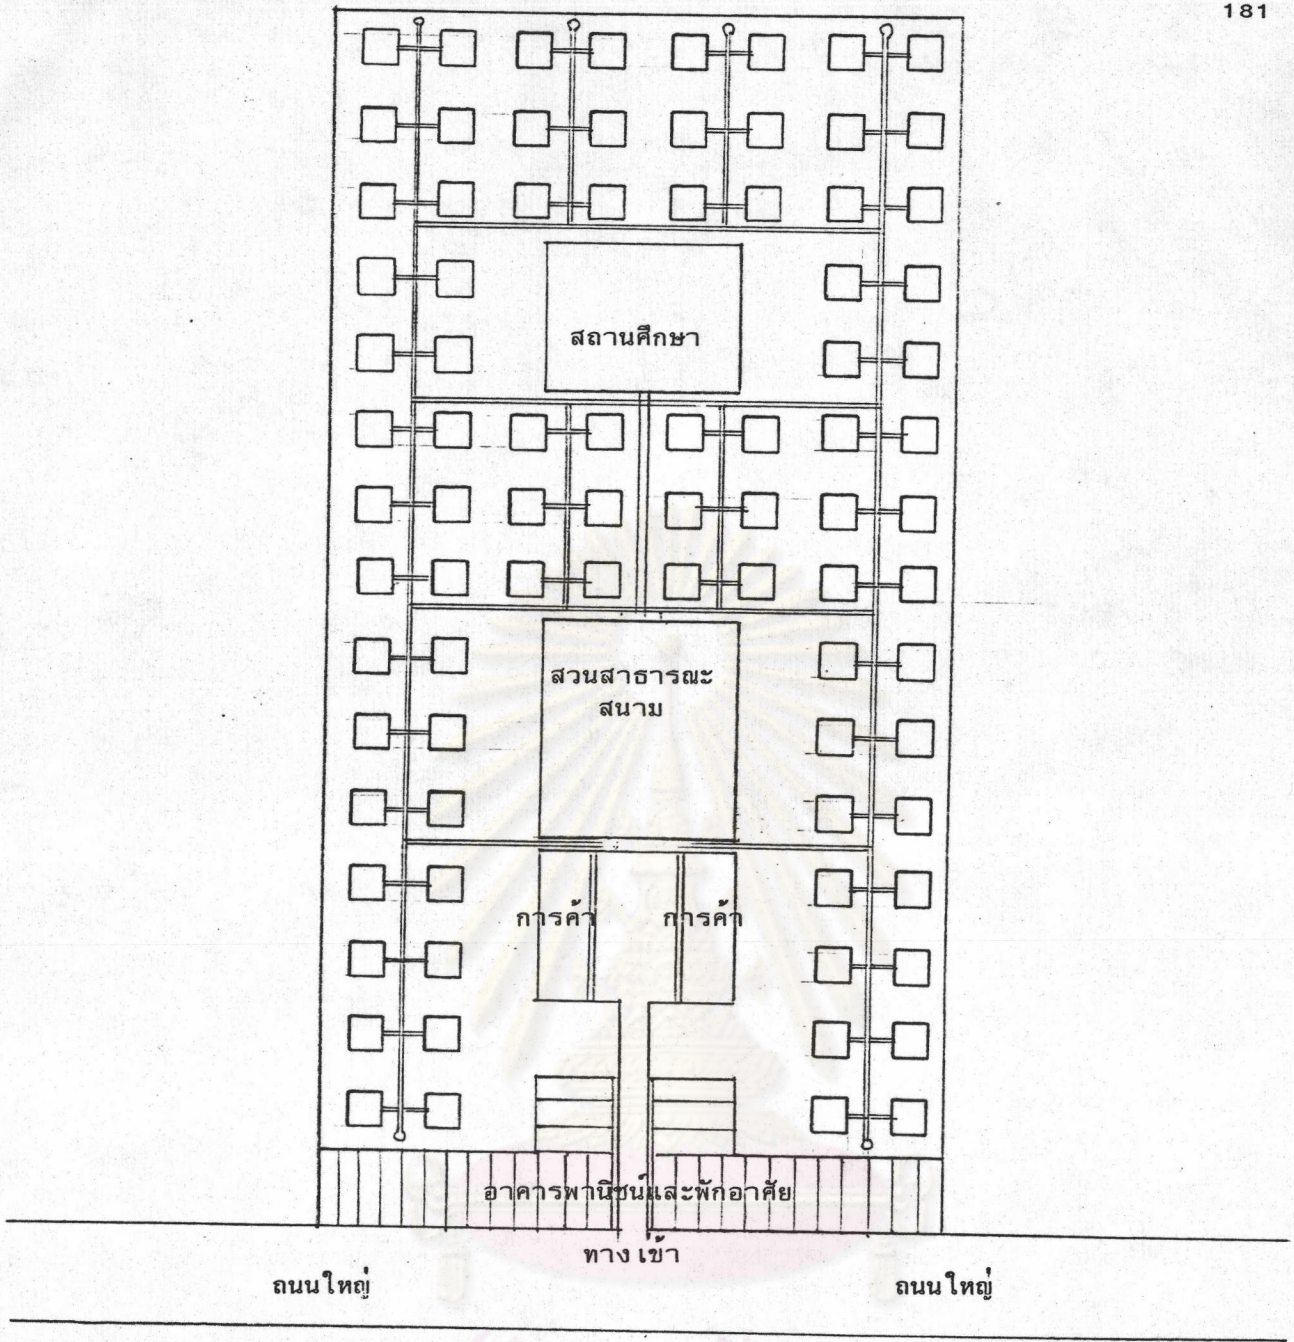 181
สถานศึกษา
สวนสาธารณะ
สนาม
การค้า การค้า
อาคารพานิชน์และพักอาศัย
ทางเข้า
ถนนใหญ่ ถนนใหญ่